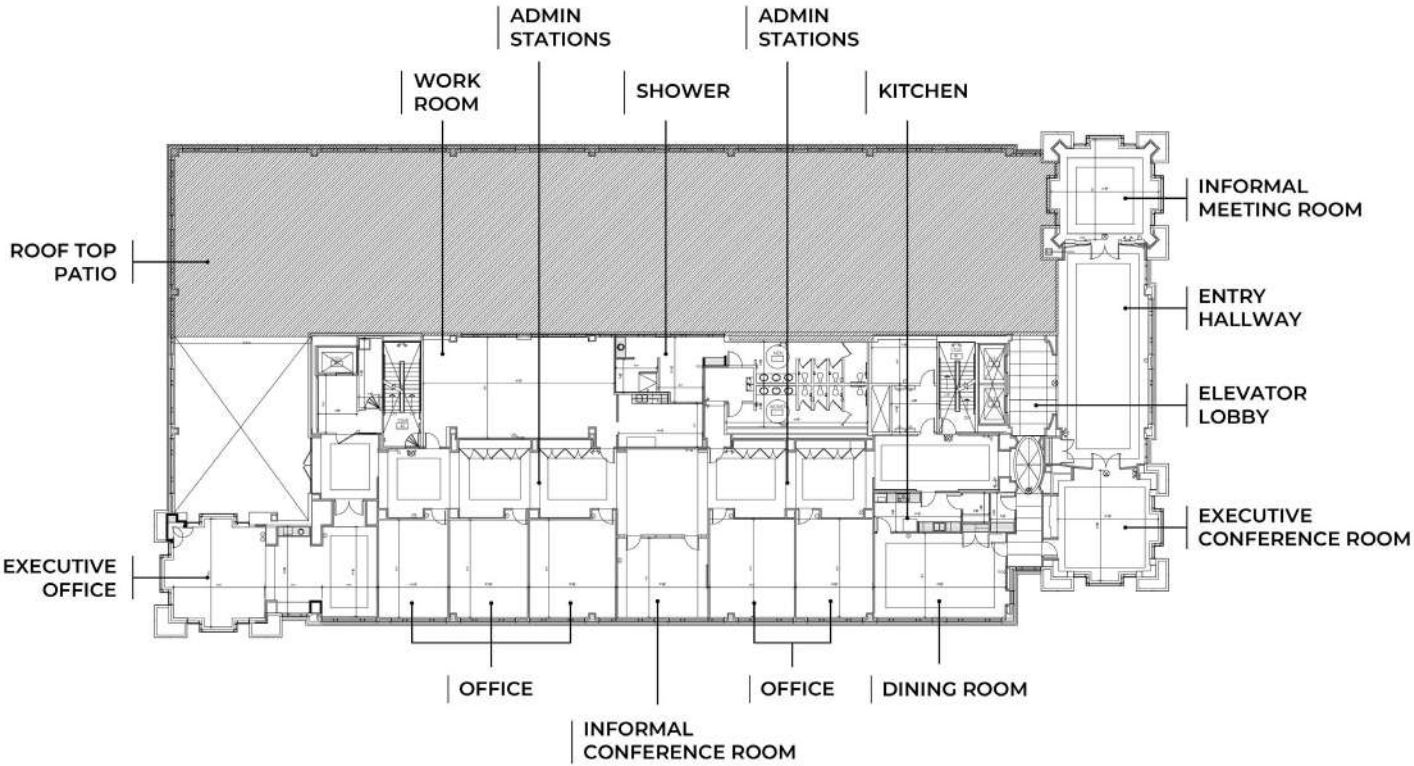 ADMIN
STATIONS
ADMIN
STATIONS
WORK
ROOM
SHOWER
KITCHEN
INFORMAL
MEETING ROOM
ROOF TOP
PATIO
ENTRY
HALLWAY
ELEVATOR
LOBBY
EXECUTIVE
CONFERENCE ROOM
EXECUTIVE
OFFICE
OFFICE
OFFICE
DINING ROOM
INFORMAL
CONFERENCE ROOM